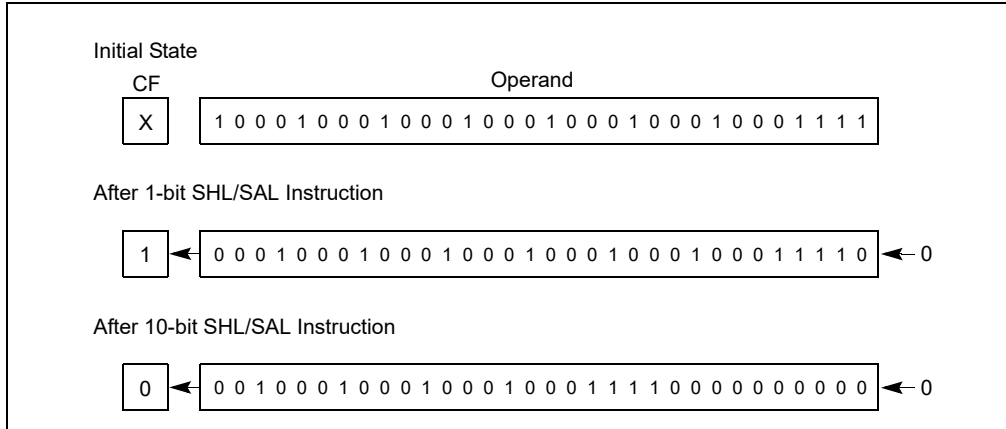 Initial State
CF Operand
X 1 0 0 0 1 0 0 0 1 0 0 0 1 0 0 0 1 0 0 0 1 0 0 0 1 0 0 0 1 1 1 1
After 1-bit SHL/SAL Instruction
1 0 0 0 1 0 0 0 1 0 0 0 1 0 0 0 1 0 0 0 1 0 0 0 1 0 0 0 1 1 1 1 0 0
After 10-bit SHL/SAL Instruction
0 0 0 1 0 0 0 1 0 0 0 1 0 0 0 1 0 0 0 1 1 1 1 0 0 0 0 0 0 0 0 0 0 0